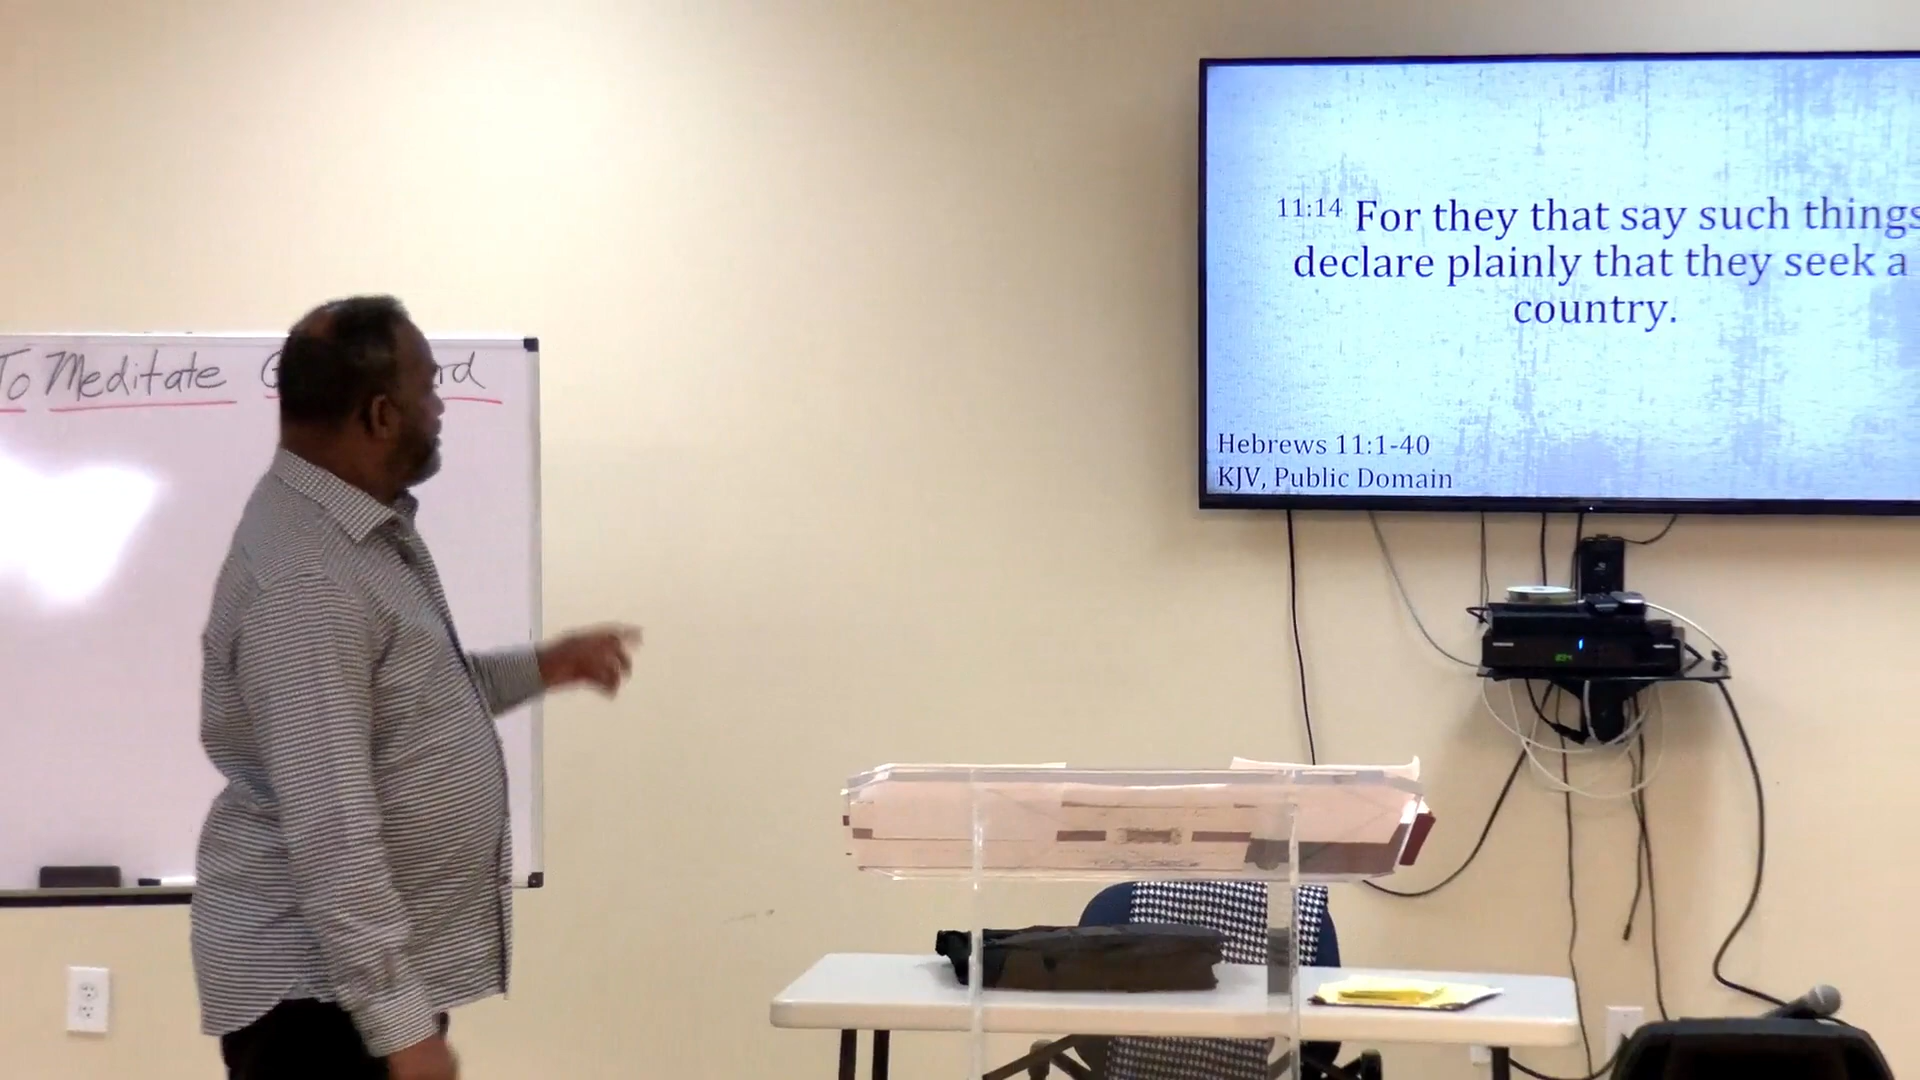 To Meditate
11:14 For they that say such things
declare plainly that they seek a
country.
Hebrews 11:1-40
KJV, Public Domain